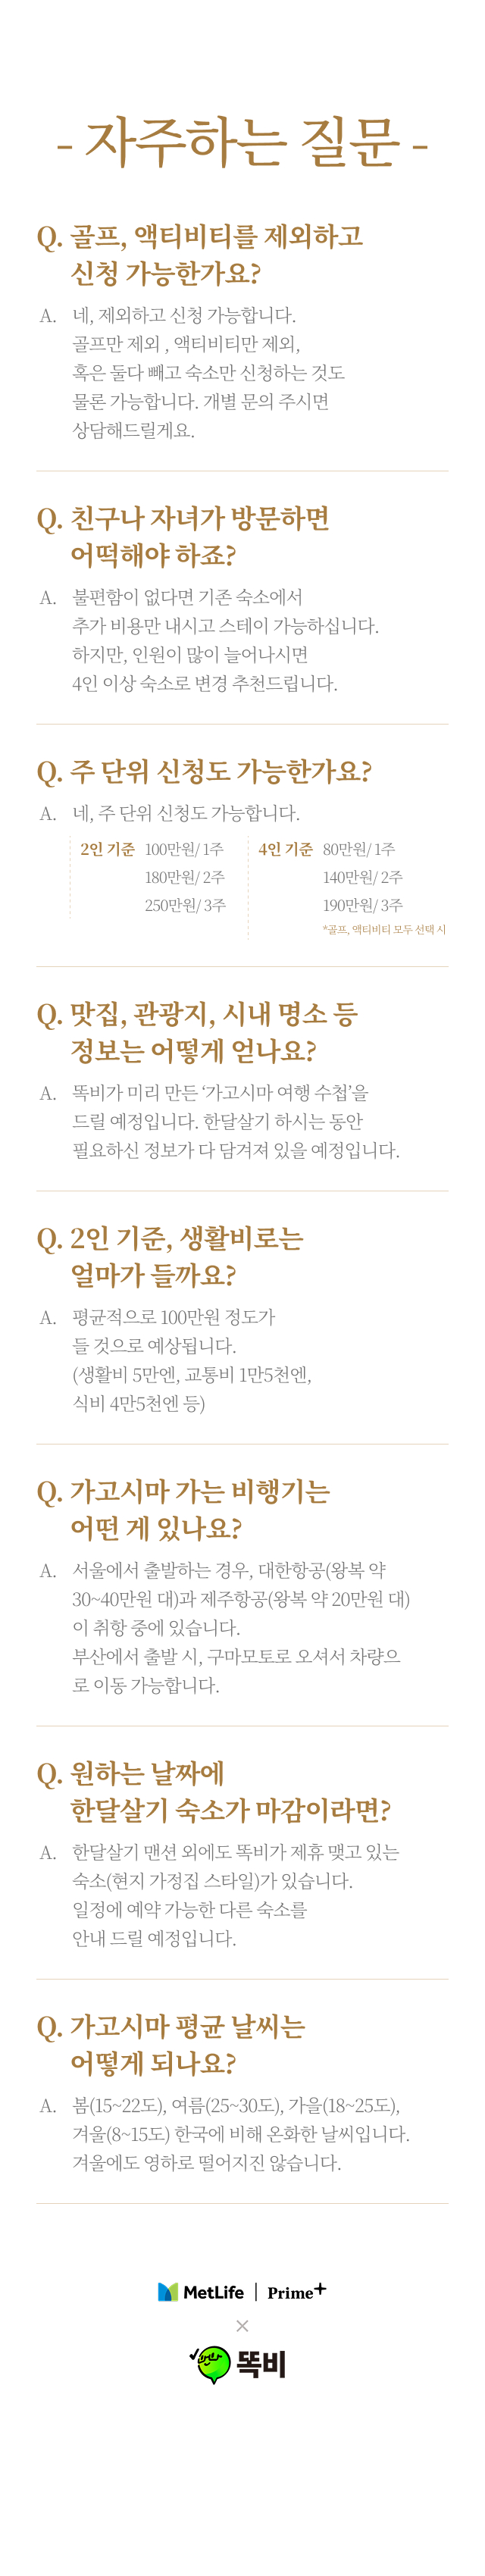 - 자주하는 질문 -
Q. 골프, 액티비티를 제외하고
신청 가능한가요?
A. 네, 제외하고 신청 가능합니다.
골프만 제외 , 액티비티만 제외,
혹은 둘다 빼고 숙소만 신청하는 것도
물론 가능합니다. 개별 문의 주시면
상담해드릴게요.
Q. 친구나 자녀가 방문하면
어떡해야 하죠?
A. 불편함이 없다면 기존 숙소에서
추가 비용만 내시고 스테이 가능하십니다.
하지만, 인원이 많이 늘어나시면
4인 이상 숙소로 변경 추천드립니다.
Q. 주 단위 신청도 가능한가요?
A. 네, 주 단위 신청도 가능합니다.
2인 기준 100만원/ 1주
180만원/ 2주
250만원/ 3주
4인 기준 80만원/ 1주
140만원/ 2주
190만원/ 3주
*골프, 액티비티 모두 선택 시
Q. 맛집, 관광지, 시내 명소 등
정보는 어떻게 얻나요?
A. 똑비가 미리 만든 ‘가고시마 여행 수첩’을
드릴 예정입니다. 한달살기 하시는 동안
필요하신 정보가 다 담겨져 있을 예정입니다.
Q. 2인 기준, 생활비로는
얼마가 들까요?
A. 평균적으로 100만원 정도가
들 것으로 예상됩니다.
(생활비 5만엔, 교통비 1만5천엔,
식비 4만5천엔 등)
Q. 가고시마 가는 비행기는
어떤 게 있나요?
A. 서울에서 출발하는 경우, 대한항공(왕복 약
30~40만원 대)과 제주항공(왕복 약 20만원 대)
이 취항 중에 있습니다.
부산에서 출발 시, 구마모토로 오셔서 차량으
로 이동 가능합니다.
Q. 원하는 날짜에
한달살기 숙소가 마감이라면?
A. 한달살기 맨션 외에도 똑비가 제휴 맺고 있는
숙소(현지 가정집 스타일)가 있습니다.
일정에 예약 가능한 다른 숙소를
안내 드릴 예정입니다.
Q. 가고시마 평균 날씨는
어떻게 되나요?
A. 봄(15~22도), 여름(25~30도), 가을(18~25도),
겨울(8~15도) 한국에 비해 온화한 날씨입니다.
겨울에도 영하로 떨어지진 않습니다.
MetLife | Prime+
×
똑비